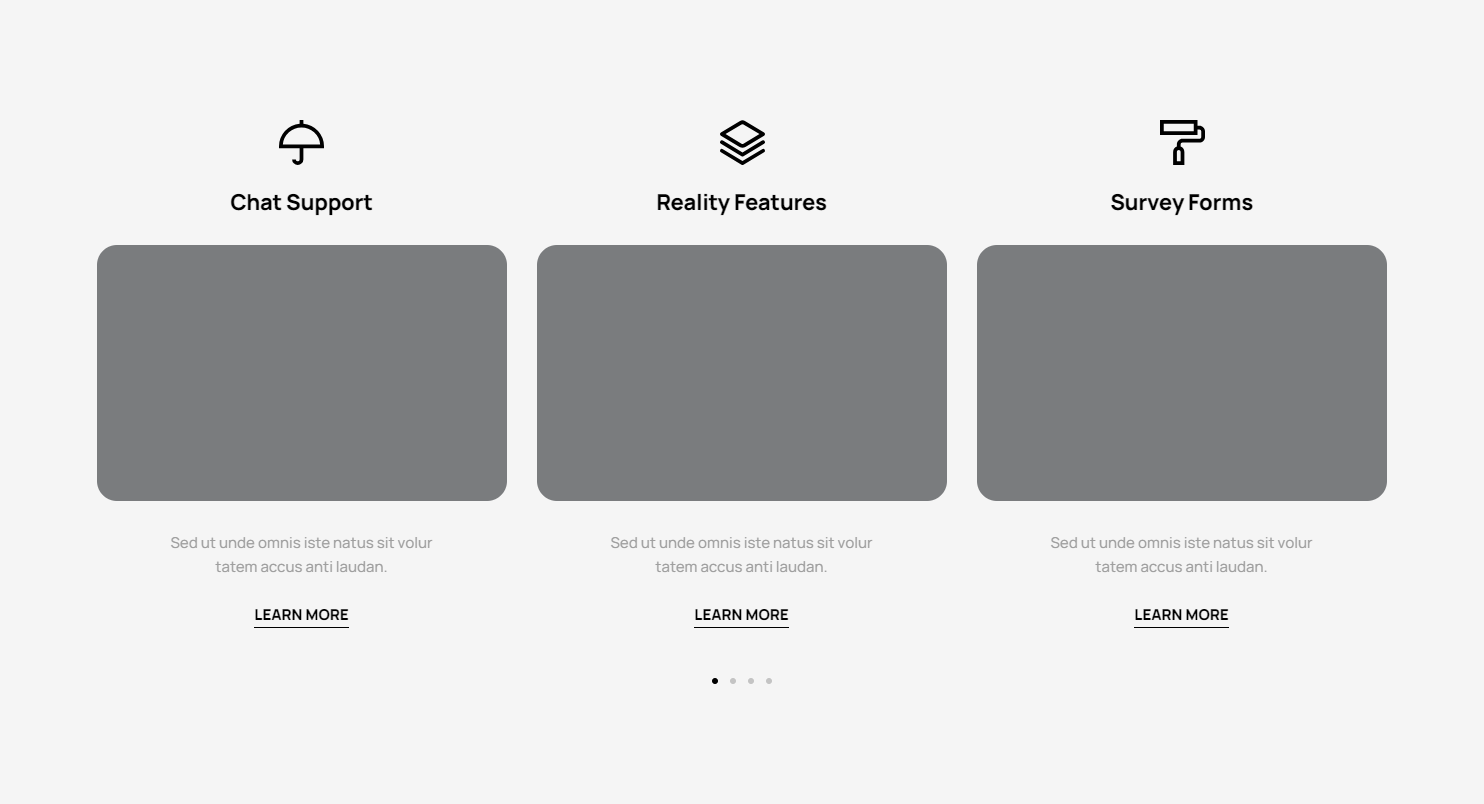 Chat Support
Reality Features
Survey Forms
Sed ut unde omnis iste natus sit volur
tatem accus anti laudan.
Sed ut unde omnis iste natus sit volur
tatem accus anti laudan.
Sed ut unde omnis iste natus sit volur
tatem accus anti laudan.
LEARN MORE
LEARN MORE
LEARN MORE